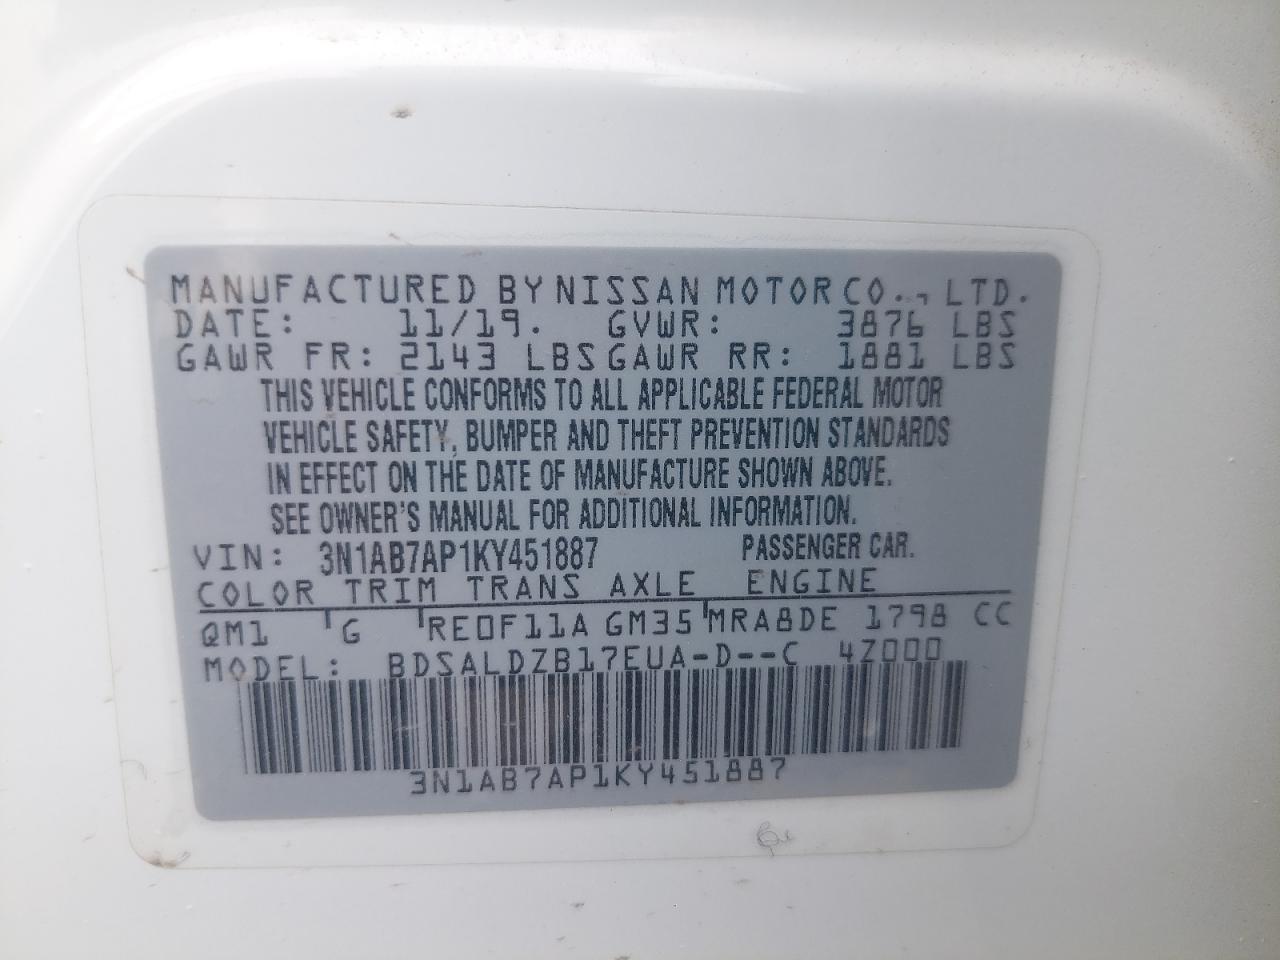 MANUFACTURED BY NISSAN MOTOR CO., LTD.
DATE: 11/19. GVWR: 3876 LBS
GAWR FR: 2143 LBS GAWR RR: 1881 LBS
THIS VEHICLE CONFORMS TO ALL APPLICABLE FEDERAL MOTOR
VEHICLE SAFETY, BUMPER AND THEFT PREVENTION STANDARDS
IN EFFECT ON THE DATE OF MANUFACTURE SHOWN ABOVE.
SEE OWNER'S MANUAL FOR ADDITIONAL INFORMATION.
VIN: 3N1AB7AP1KY451887 PASSENGER CAR.
COLOR TRIM TRANS AXLE ENGINE
QM1 G RE0F11A GM35 MRA8DE 1798 CC
MODEL: BDSALDZB17EUA-D--C 4Z000
3N1AB7AP1KY451887